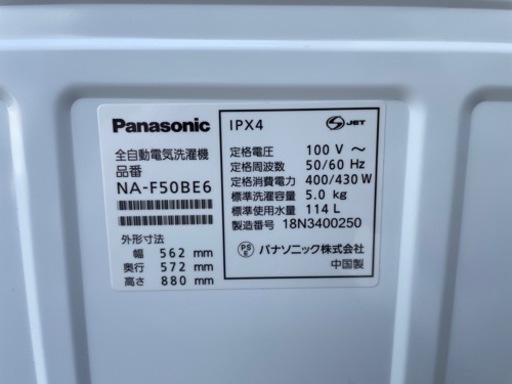 Panasonic
全自動電気洗濯機
品番
NA-F50BE6
外形寸法
幅 562 mm
奥行 572 mm
高さ 880 mm
IPX4
S JET
定格電圧 100 V ～
定格周波数 50/60 Hz
定格消費電力 400/430 W
標準洗濯容量 5.0 kg
標準使用水量 114 L
製造番号 18N3400250
PS E パナソニック株式会社
中国製